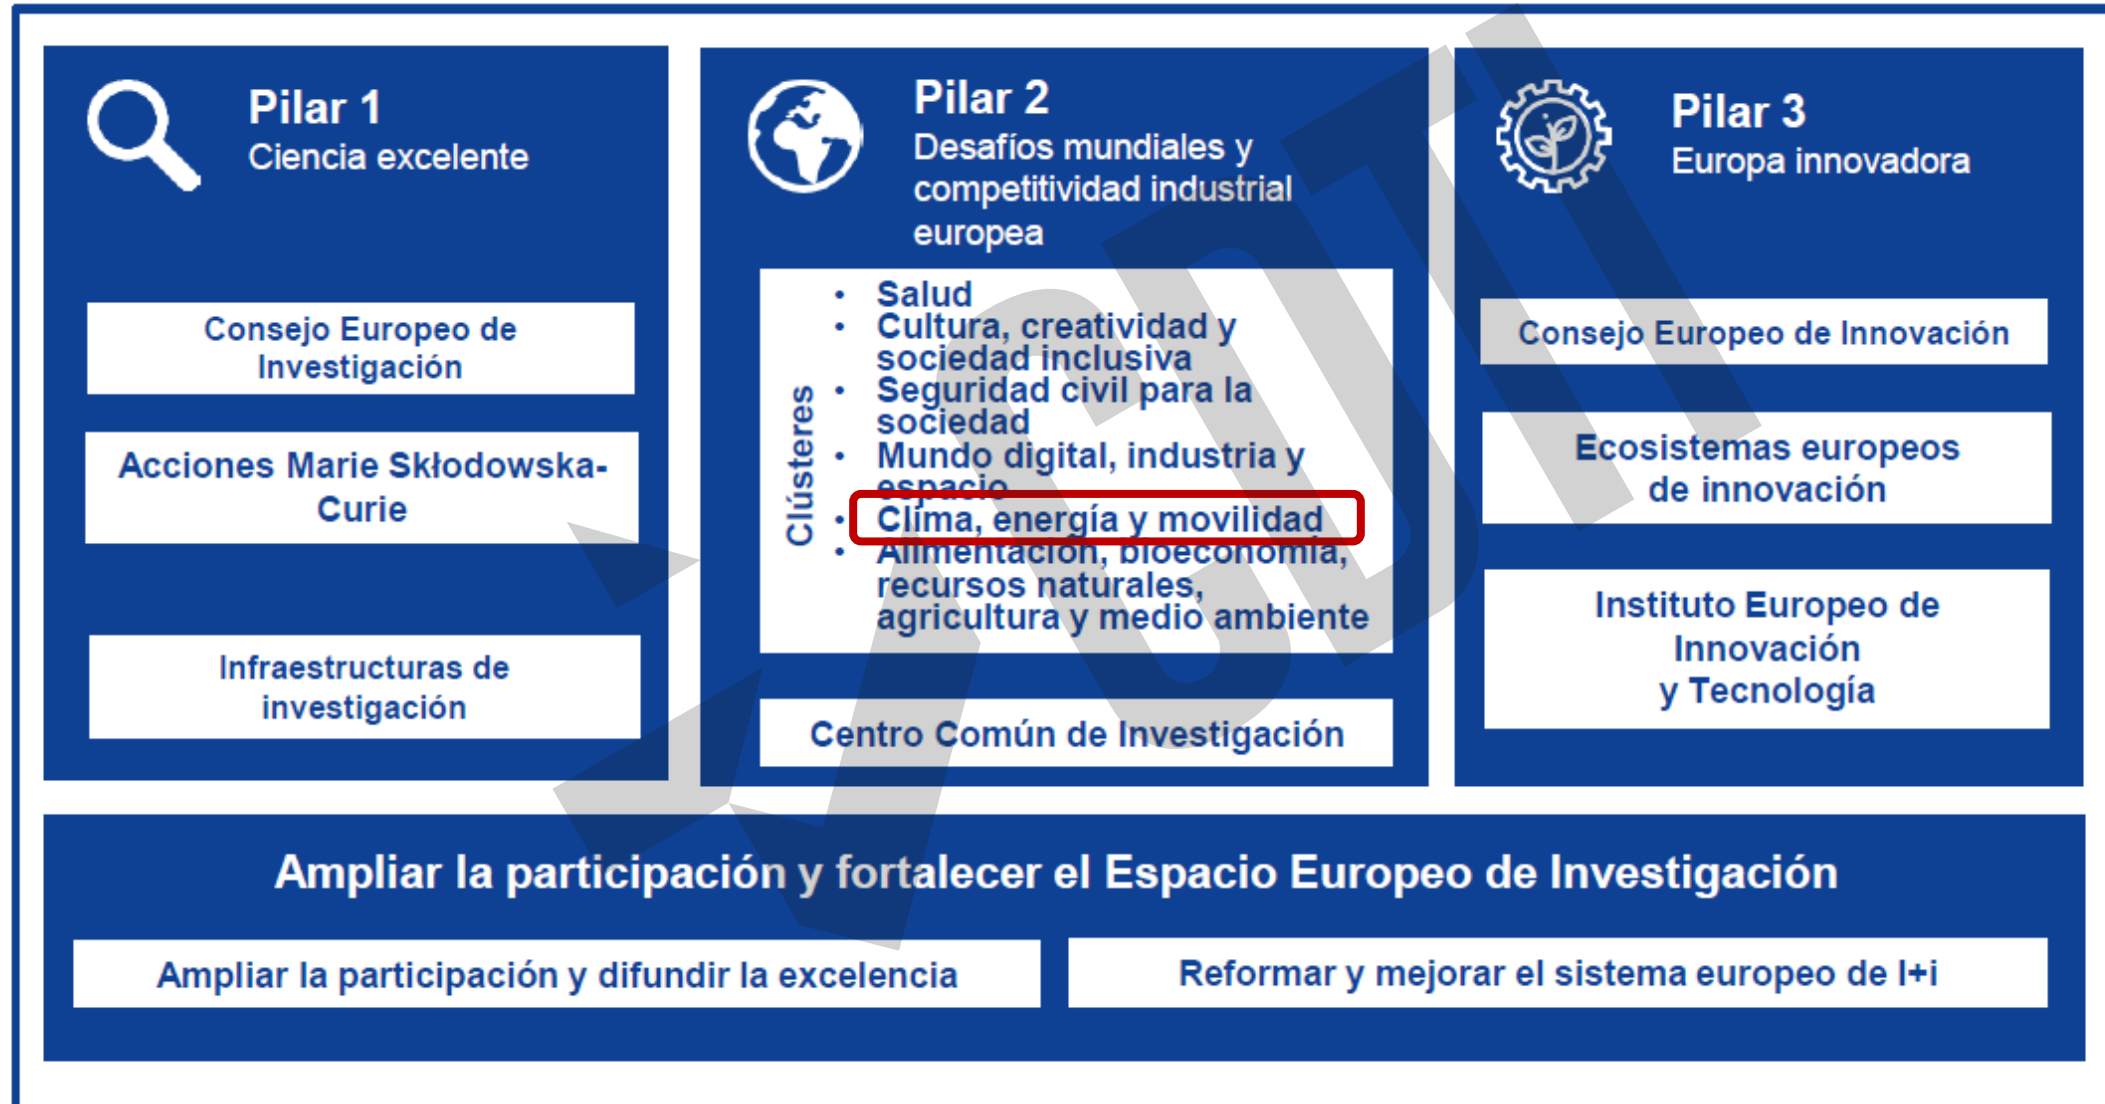 Pilar 1
Ciencia excelente
Consejo Europeo de
Investigación
Acciones Marie Skłodowska-
Curie
Infraestructuras de
investigación
Pilar 2
Desafíos mundiales y
competitividad industrial
europea
Clústeres
• Salud
• Cultura, creatividad y
sociedad inclusiva
• Seguridad civil para la
sociedad
• Mundo digital, industria y
espacio
• Clima, energía y movilidad
• Alimentación, bioeconomía,
recursos naturales,
agricultura y medio ambiente
Centro Común de Investigación
Pilar 3
Europa innovadora
Consejo Europeo de Innovación
Ecosistemas europeos
de innovación
Instituto Europeo de
Innovación
y Tecnología
Ampliar la participación y fortalecer el Espacio Europeo de Investigación
Ampliar la participación y difundir la excelencia
Reformar y mejorar el sistema europeo de I+i
CDTI